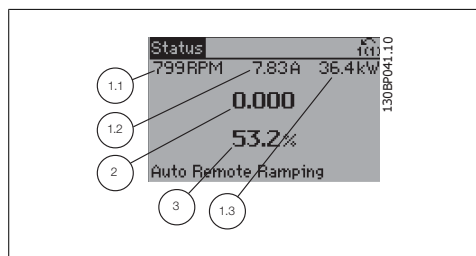 Status
1(1)
799RPM 7.83A 36.4kW
0.000
53.2%
Auto Remote Ramping
1.1
1.2
2
3
1.3
130BP041.10